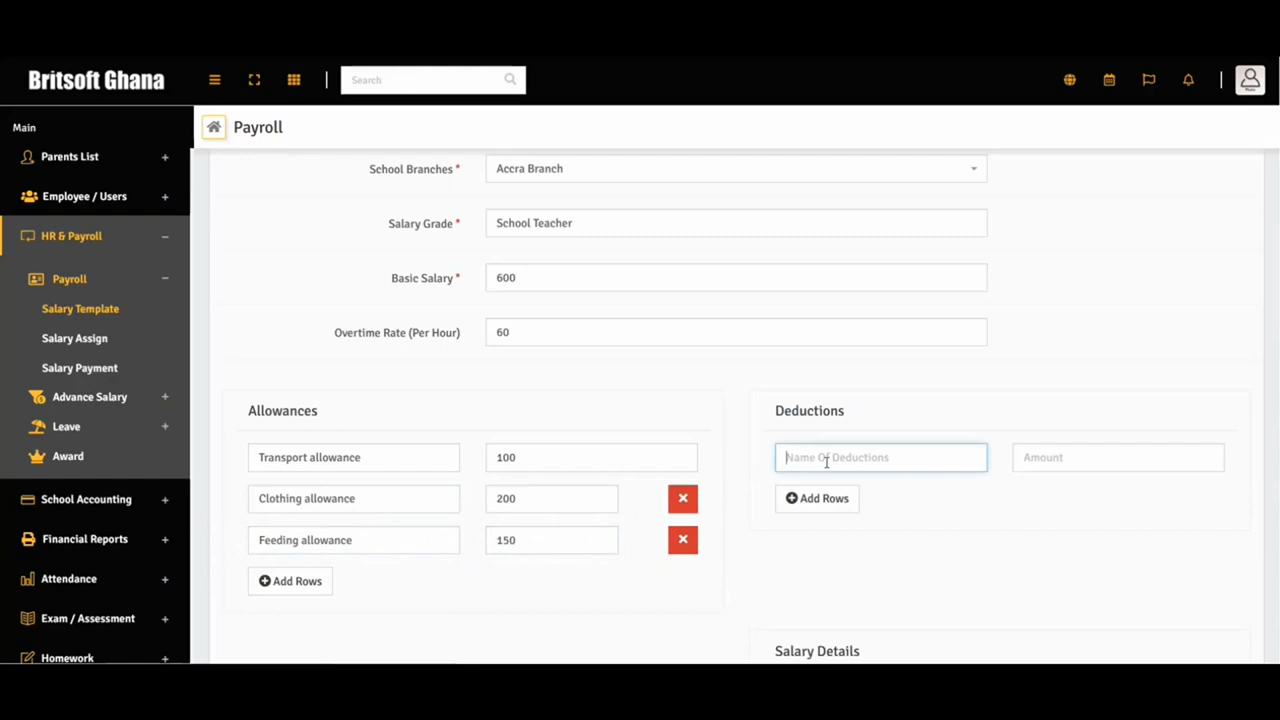 Britsoft Ghana
Search
Main
Parents List
Employee / Users
HR & Payroll
Payroll
Salary Template
Salary Assign
Salary Payment
Advance Salary
Leave
Award
School Accounting
Financial Reports
Attendance
Exam / Assessment
Homework
Payroll
School Branches * Accra Branch
Salary Grade * School Teacher
Basic Salary * 600
Overtime Rate (Per Hour) 60
Allowances
Transport allowance 100
Clothing allowance 200
Feeding allowance 150
Add Rows
Deductions
Name Of Deductions Amount
Add Rows
Salary Details